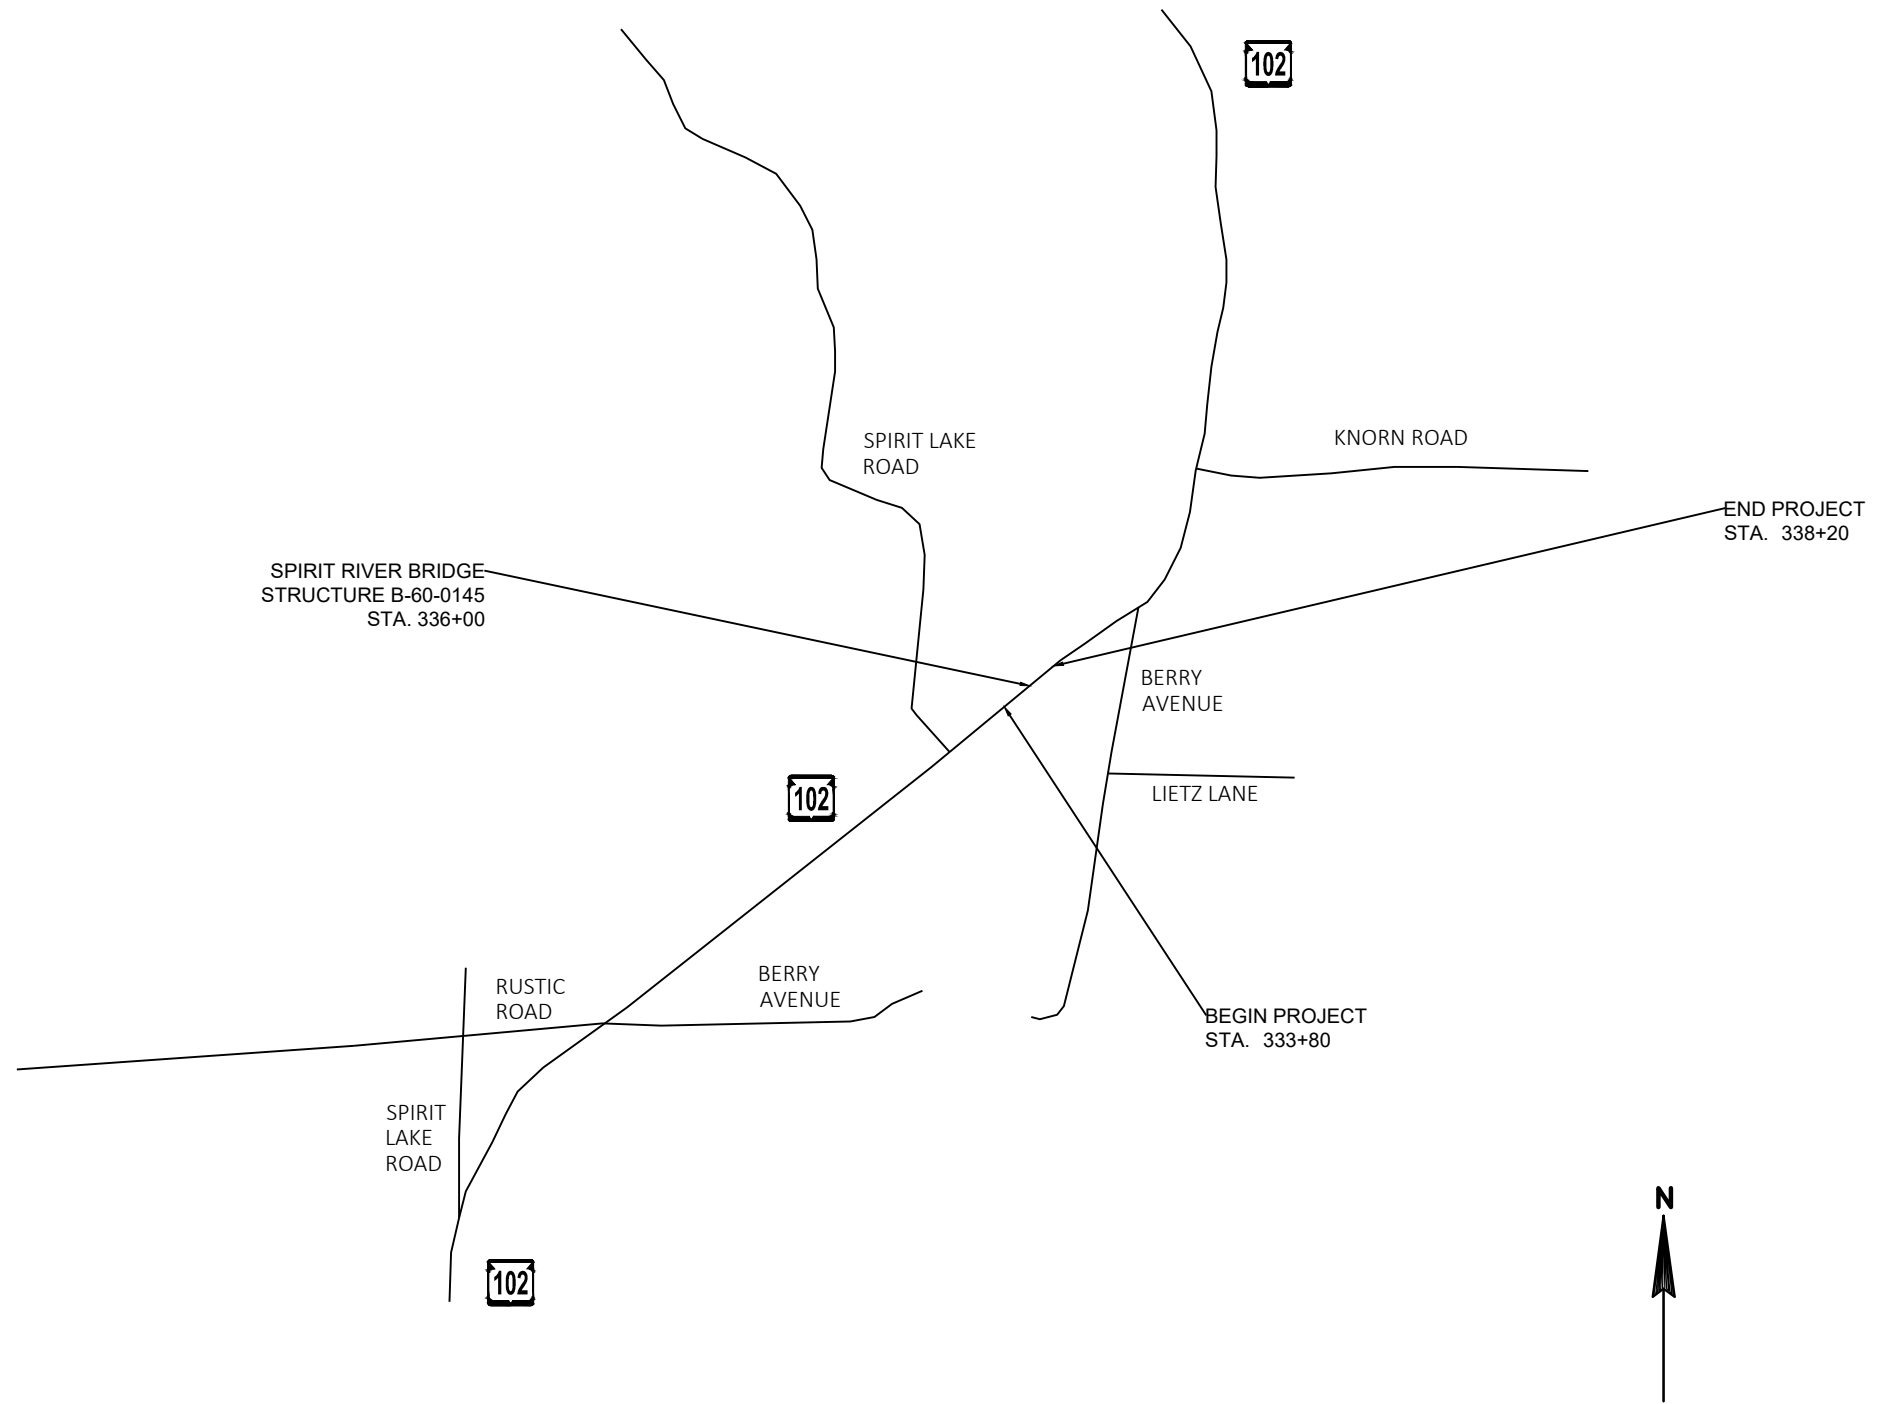 102
SPIRIT LAKE
ROAD
KNORN ROAD
END PROJECT
STA. 338+20
SPIRIT RIVER BRIDGE
STRUCTURE B-60-0145
STA. 336+00
BERRY
AVENUE
102
LIETZ LANE
RUSTIC
ROAD
BERRY
AVENUE
BEGIN PROJECT
STA. 333+80
SPIRIT
LAKE
ROAD
N
102